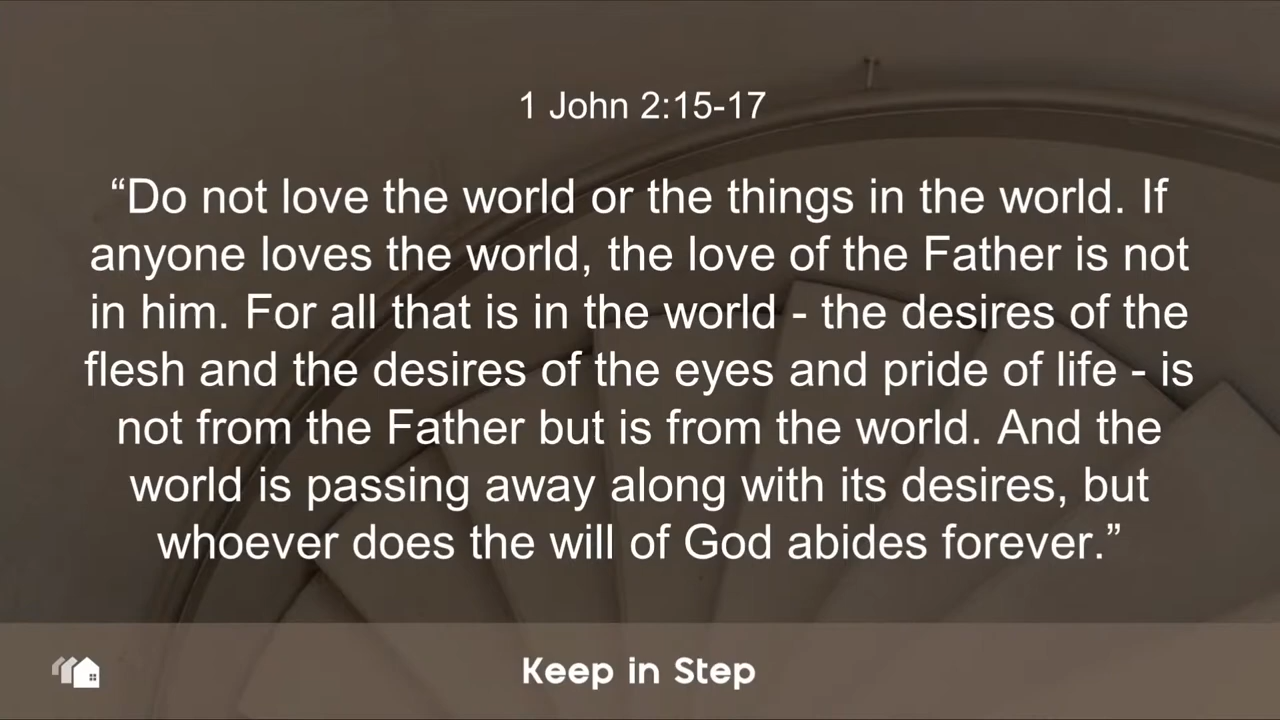 1 John 2:15-17
“Do not love the world or the things in the world. If
anyone loves the world, the love of the Father is not
in him. For all that is in the world - the desires of the
flesh and the desires of the eyes and pride of life - is
not from the Father but is from the world. And the
world is passing away along with its desires, but
whoever does the will of God abides forever.”
Keep in Step